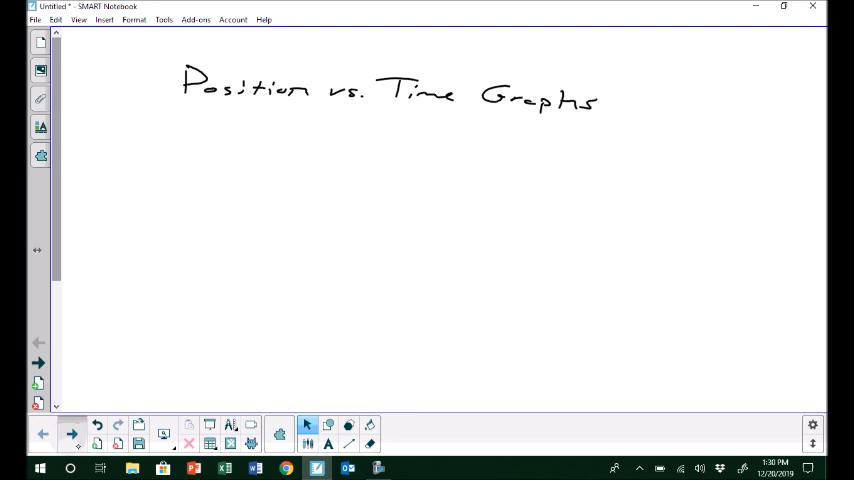 Untitled * - SMART Notebook
File Edit View Insert Format Tools Add-ons Account Help
Position vs. Time Graphs
1:30 PM
12/20/2019